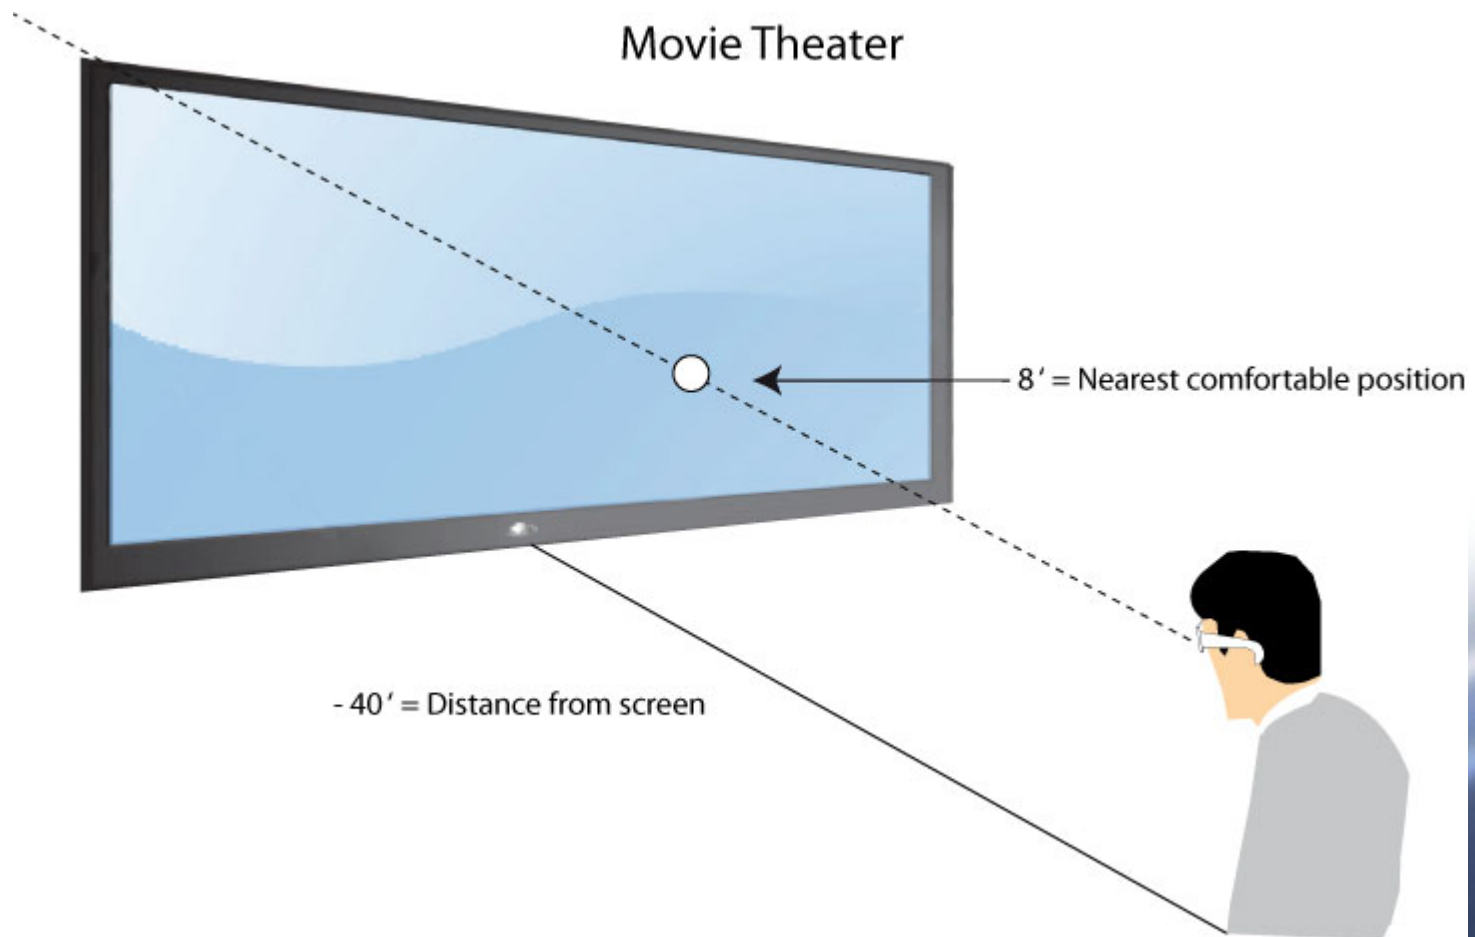 Movie Theater
- 8' = Nearest comfortable position
- 40' = Distance from screen